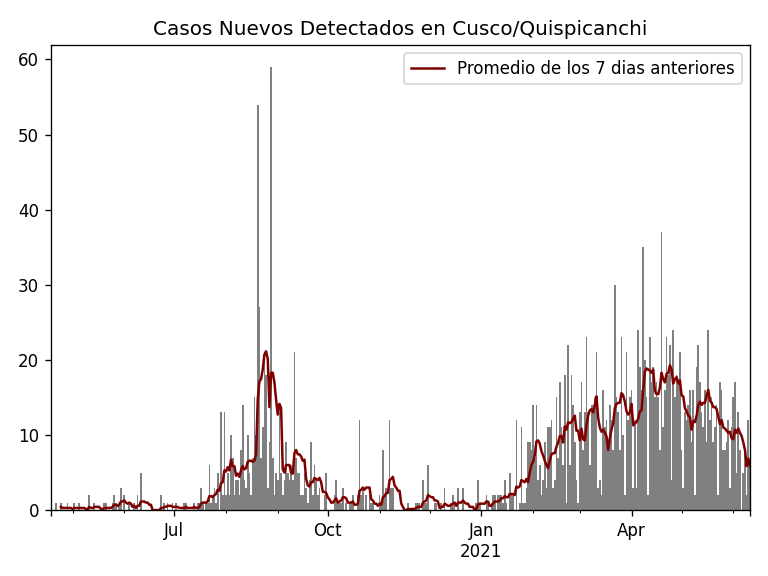 Casos Nuevos Detectados en Cusco/Quispicanchi
Promedio de los 7 dias anteriores
60
50
40
30
20
10
0
Jul
Oct
Jan
2021
Apr